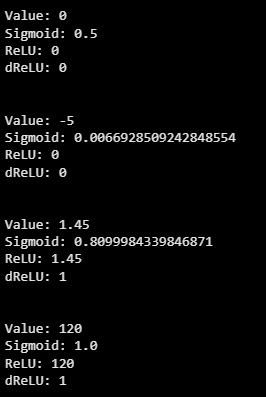 Value: 0
Sigmoid: 0.5
ReLU: 0
dReLU: 0
Value: -5
Sigmoid: 0.0066928509242848554
ReLU: 0
dReLU: 0
Value: 1.45
Sigmoid: 0.8099984339846871
ReLU: 1.45
dReLU: 1
Value: 120
Sigmoid: 1.0
ReLU: 120
dReLU: 1